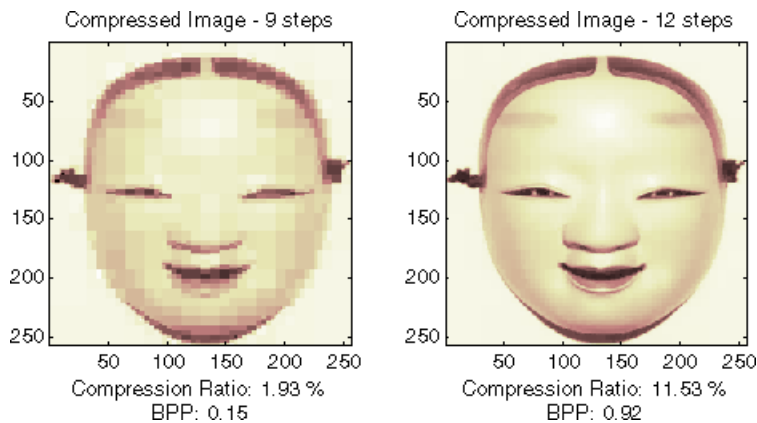 Compressed Image - 9 steps
50
100
150
200
250
50 100 150 200 250
Compression Ratio: 1.93 %
BPP: 0.15
Compressed Image - 12 steps
50
100
150
200
250
50 100 150 200 250
Compression Ratio: 11.53 %
BPP: 0.92